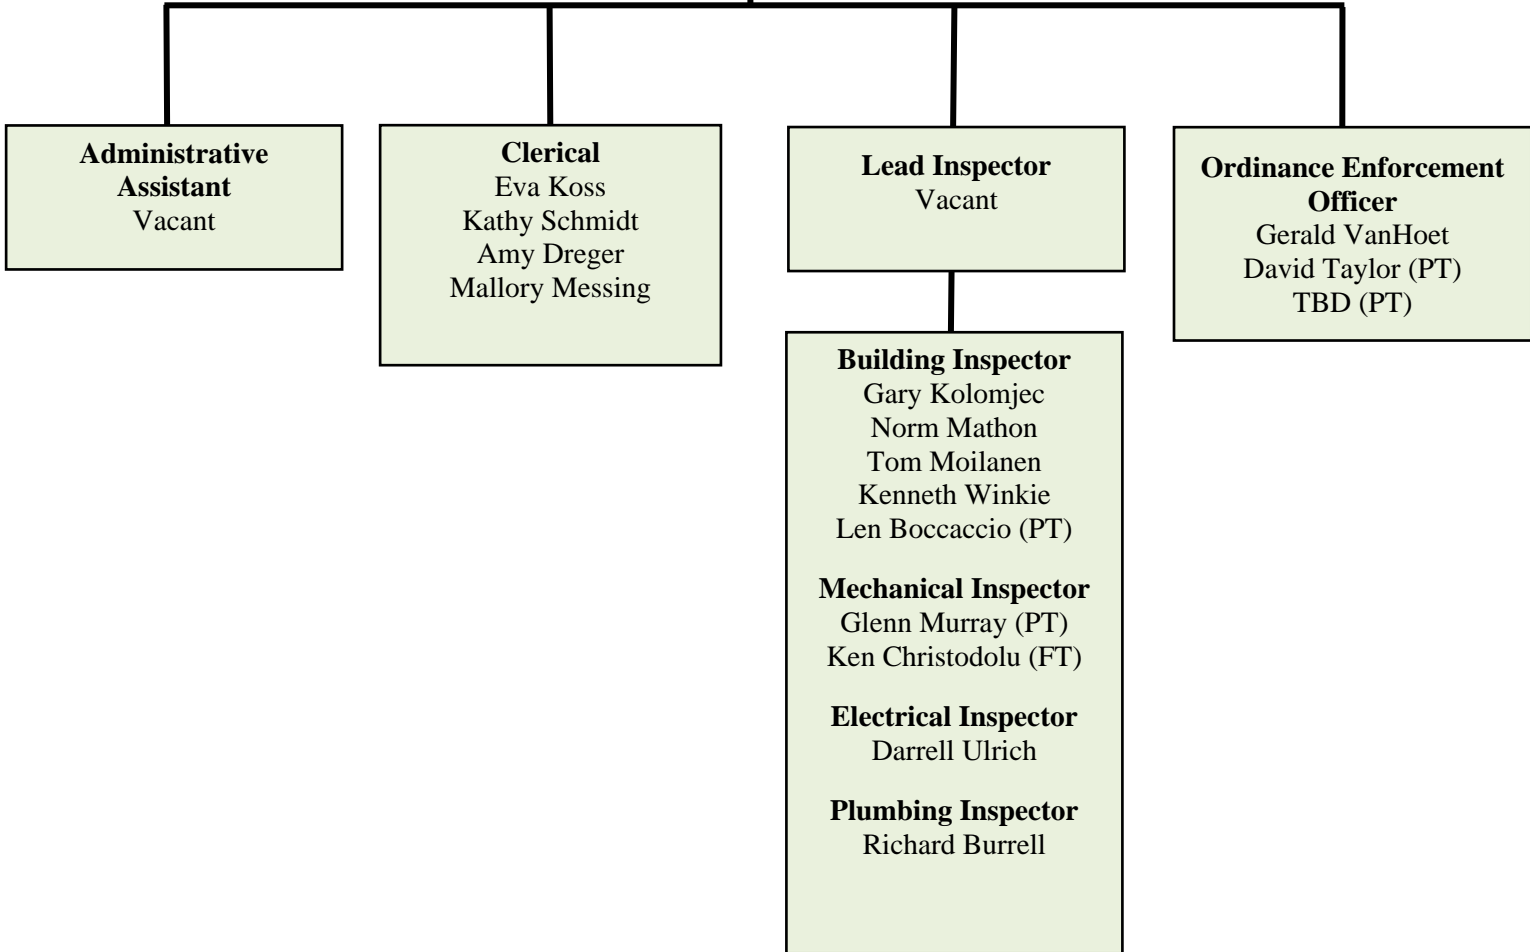 Administrative
Assistant
Vacant
Clerical
Eva Koss
Kathy Schmidt
Amy Dreger
Mallory Messing
Lead Inspector
Vacant
Ordinance Enforcement
Officer
Gerald VanHoet
David Taylor (PT)
TBD (PT)
Building Inspector
Gary Kolomjec
Norm Mathon
Tom Moilanen
Kenneth Winkie
Len Boccaccio (PT)
Mechanical Inspector
Glenn Murray (PT)
Ken Christodolu (FT)
Electrical Inspector
Darrell Ulrich
Plumbing Inspector
Richard Burrell